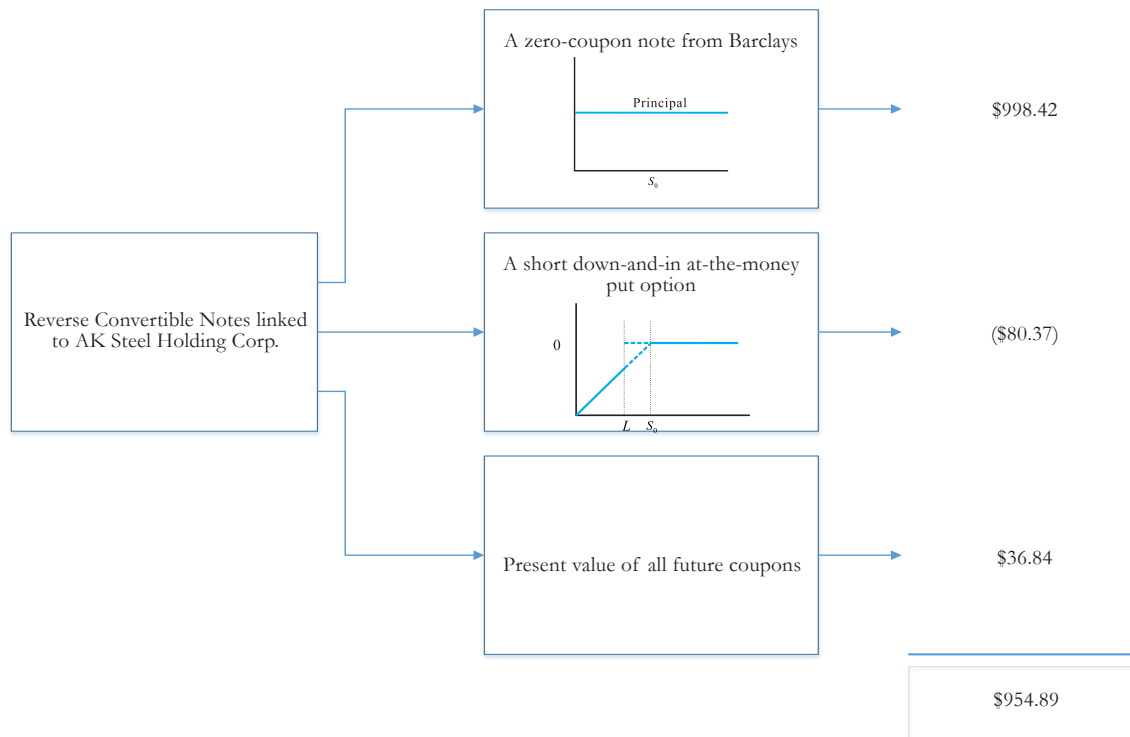 A zero-coupon note from Barclays
Principal
S₀
$998.42
Reverse Convertible Notes linked
to AK Steel Holding Corp.
A short down-and-in at-the-money
put option
0
L S₀
($80.37)
Present value of all future coupons
$36.84
$954.89